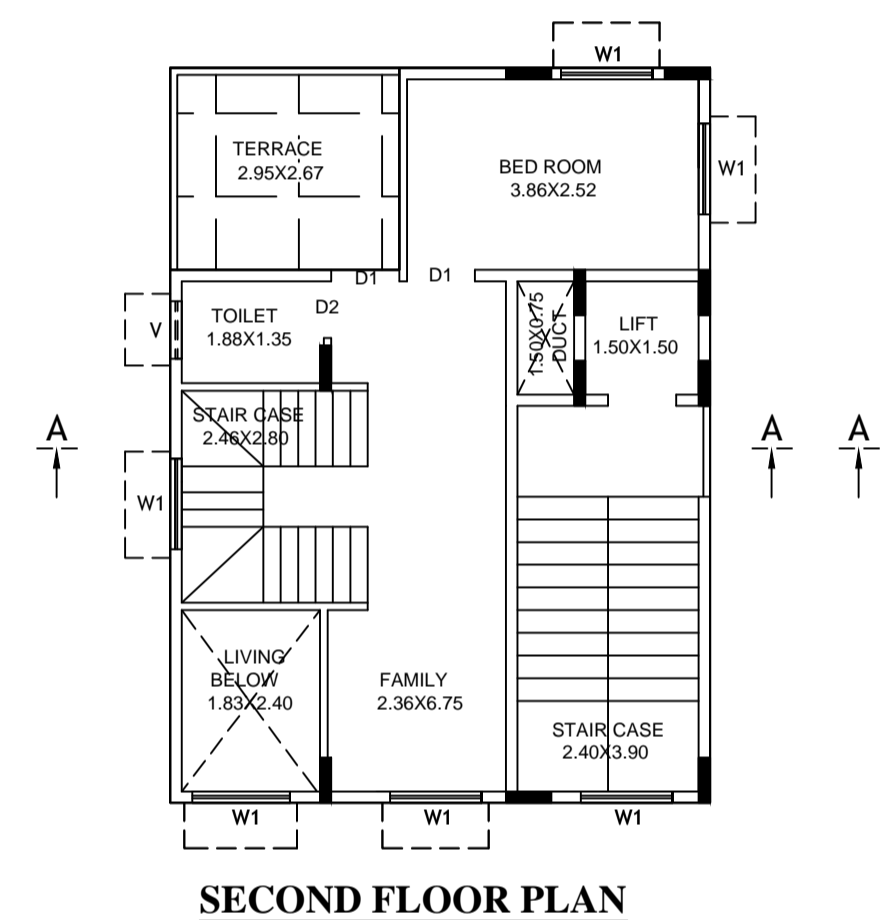 W1
TERRACE
2.95X2.67
BED ROOM
3.86X2.52
W1
D1
D1
D2
TOILET
1.88X1.35
V
1.50X0.75
DUCT
LIFT
1.50X1.50
STAIR CASE
2.46X2.80
A
A
A
W1
LIVING
BELOW
1.83X2.40
FAMILY
2.36X6.75
STAIR CASE
2.40X3.90
W1
W1
W1
SECOND FLOOR PLAN